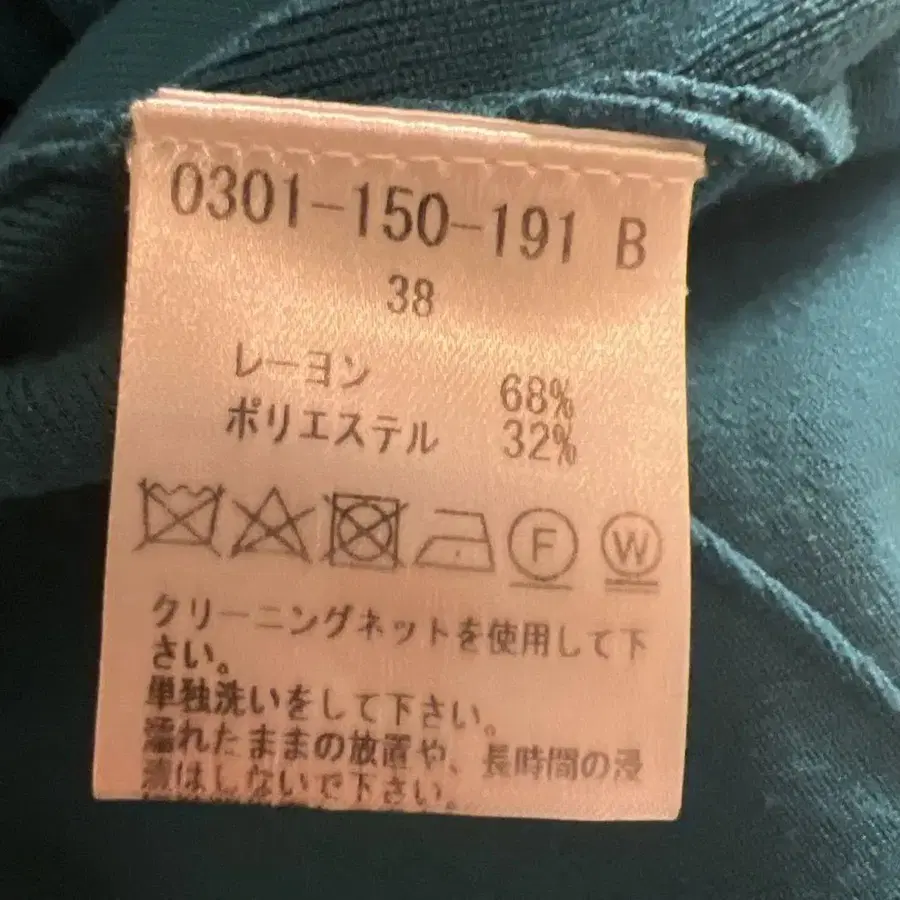 0301-150-191 B
38
レーヨン 68%
ポリエステル 32%
F W
クリーニングネットを使用して下
さい。
単独洗いをして下さい。
濡れたままの放置や、長時間の浸
漬はしないで下さい。